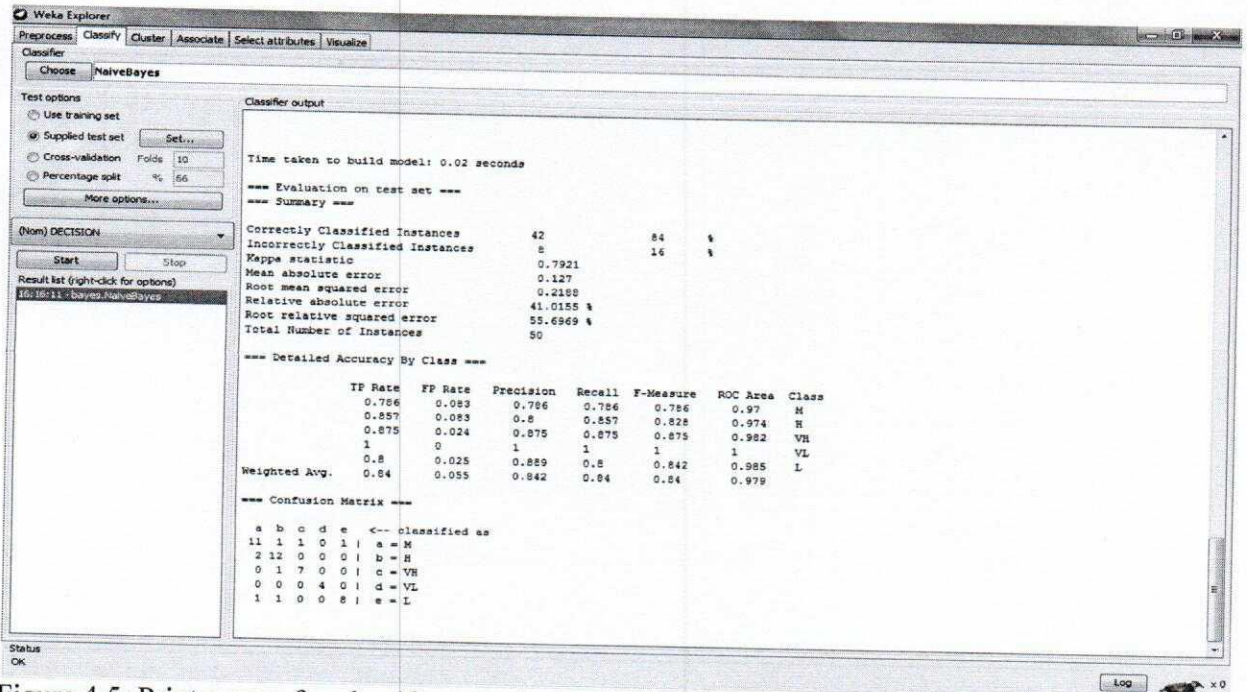 Weka Explorer
Preprocess Classify Cluster Associate Select attributes Visualize
Classifier
Choose NaiveBayes
Test options
Use training set
Supplied test set Set...
Cross-validation Folds 10
Percentage split % 66
More options...
(Nom) DECISION
Start Stop
Result list (right-click for options)
16:16:11 - bayes.NaiveBayes
Classifier output
Time taken to build model: 0.02 seconds
=== Evaluation on test set ===
=== Summary ===
Correctly Classified Instances 42 84 %
Incorrectly Classified Instances 8 16 %
Kappa statistic 0.7921
Mean absolute error 0.127
Root mean squared error 0.2188
Relative absolute error 41.0155 %
Root relative squared error 55.6969 %
Total Number of Instances 50
=== Detailed Accuracy By Class ===
TP Rate FP Rate Precision Recall F-Measure ROC Area Class
0.786 0.083 0.786 0.786 0.786 0.97 M
0.857 0.083 0.8 0.857 0.828 0.974 H
0.875 0.024 0.875 0.875 0.875 0.982 VH
1 0 1 1 1 1 VL
0.8 0.025 0.889 0.8 0.842 0.985 L
Weighted Avg. 0.84 0.055 0.842 0.84 0.84 0.979
=== Confusion Matrix ===
a b c d e <-- classified as
11 1 1 0 1 | a = M
2 12 0 0 0 | b = H
0 1 7 0 0 | c = VH
0 0 0 4 0 | d = VL
1 1 0 0 8 | e = L
Status
OK
Log x 0